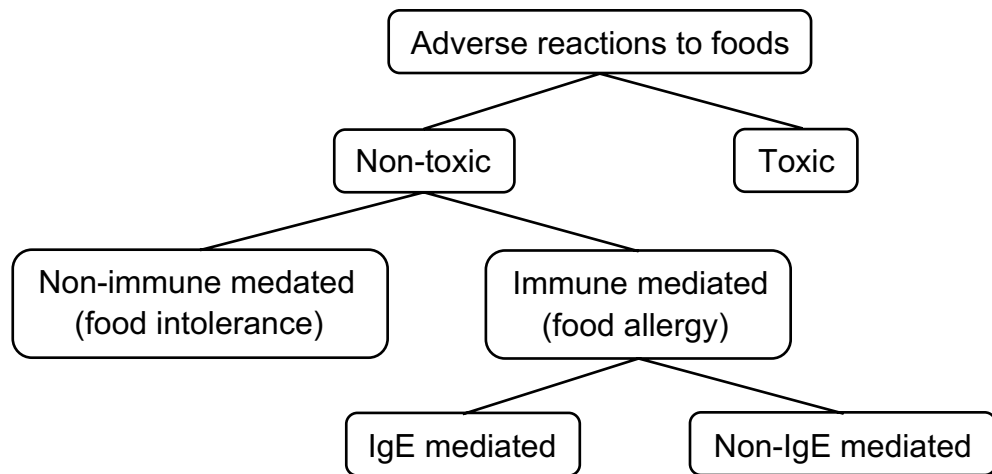 Adverse reactions to foods
Non-toxic
Toxic
Non-immune medated
(food intolerance)
Immune mediated
(food allergy)
IgE mediated
Non-IgE mediated